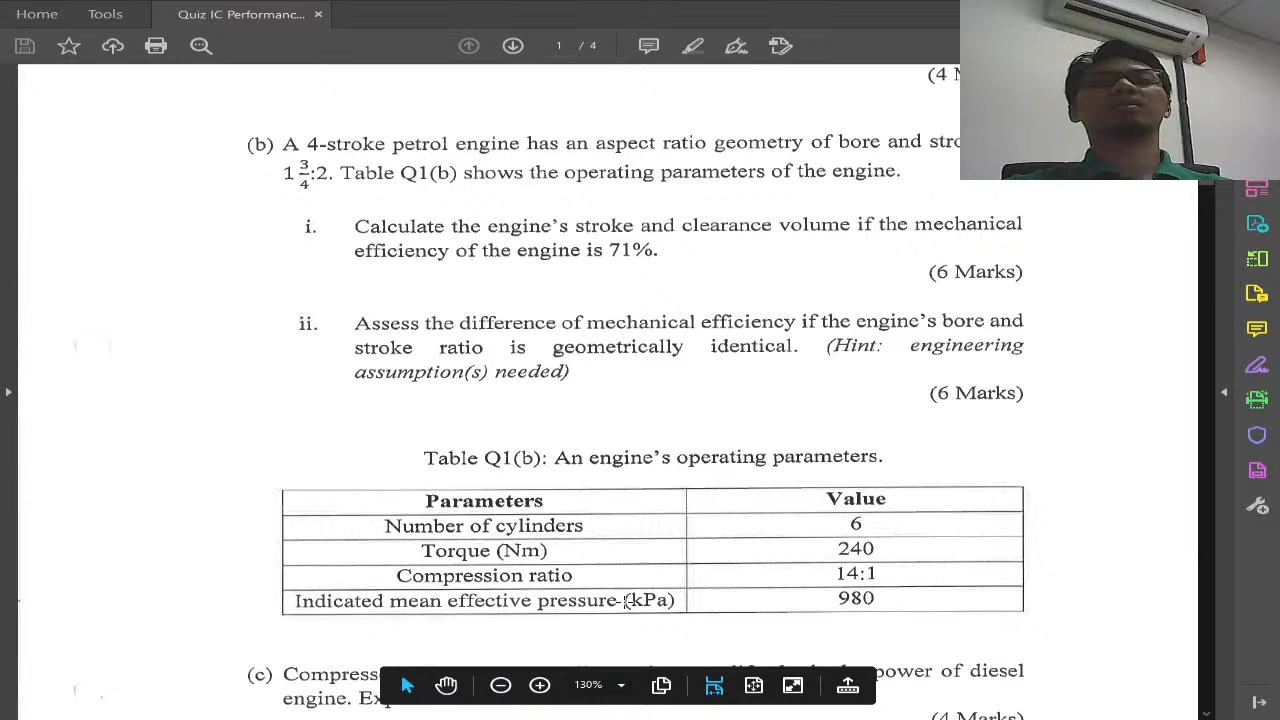 Home Tools Quiz IC Performanc... ×
1 / 4
(4
(b) A 4-stroke petrol engine has an aspect ratio geometry of bore and
1 3/4:2. Table Q1(b) shows the operating parameters of the engine.
i. Calculate the engine's stroke and clearance volume if the mechanical
efficiency of the engine is 71%.
(6 Marks)
ii. Assess the difference of mechanical efficiency if the engine's bore and
stroke ratio is geometrically identical. (Hint: engineering
assumption(s) needed)
(6 Marks)
Table Q1(b): An engine's operating parameters.
Parameters Value
Number of cylinders 6
Torque (Nm) 240
Compression ratio 14:1
Indicated mean effective pressure (kPa) 980
(c) power of diesel
engine.
130%
(4 Marks)